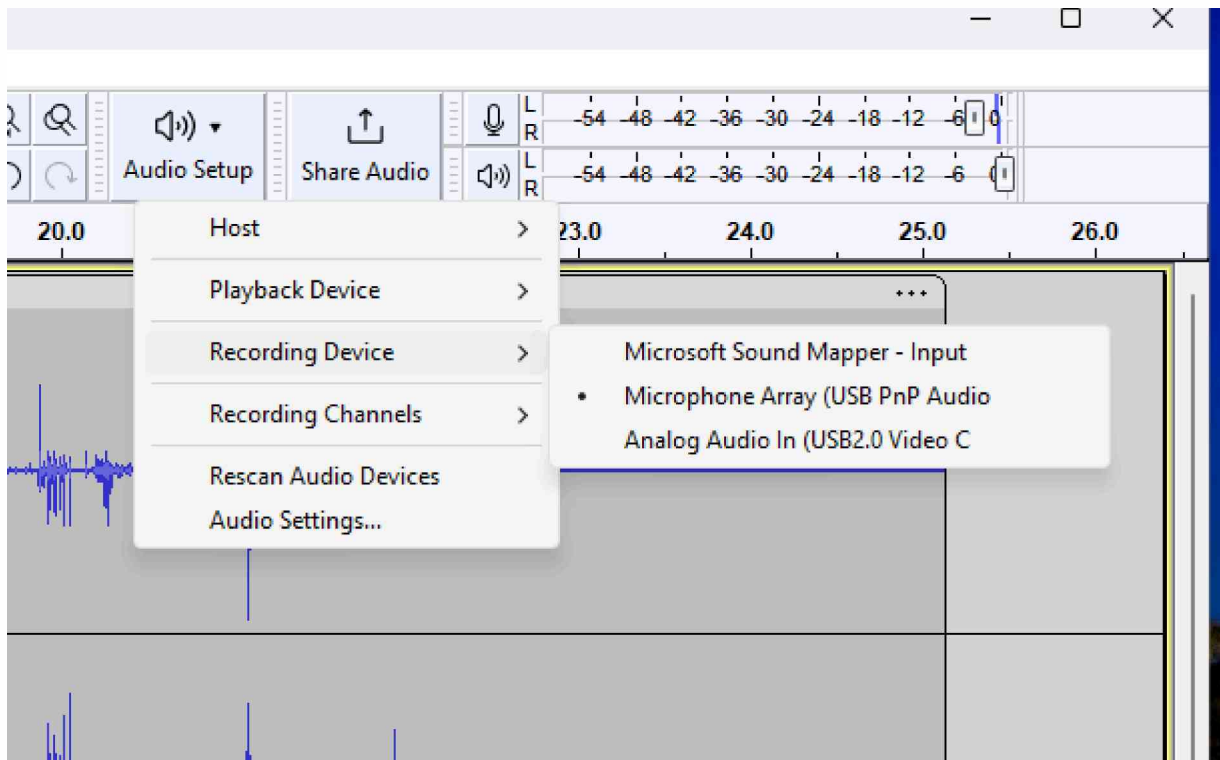 L
R
-54 -48 -42 -36 -30 -24 -18 -12 -6 0
Audio Setup
Share Audio
L
R
-54 -48 -42 -36 -30 -24 -18 -12 -6 0
20.0 23.0 24.0 25.0 26.0
Host
Playback Device
Recording Device
Microsoft Sound Mapper - Input
Microphone Array (USB PnP Audio
Analog Audio In (USB2.0 Video C
Recording Channels
Rescan Audio Devices
Audio Settings...